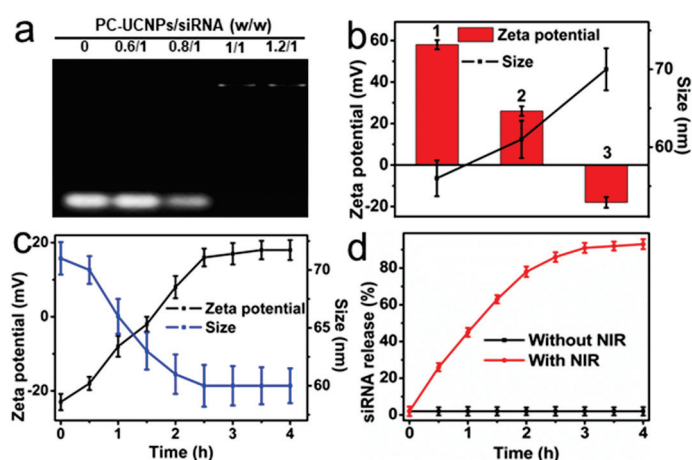 a
PC-UCNPs/siRNA (w/w)
0 0.6/1 0.8/1 1/1 1.2/1
b
Zeta potential
Size
1
2
3
60
40
20
0
-20
Zeta potential (mV)
70
60
Size (nm)
c
Zeta potential
Size
20
0
-20
Zeta potential (mV)
70
65
60
Size (nm)
0 1 2 3 4
Time (h)
d
Without NIR
With NIR
80
60
40
20
0
siRNA release (%)
0 1 2 3 4
Time (h)